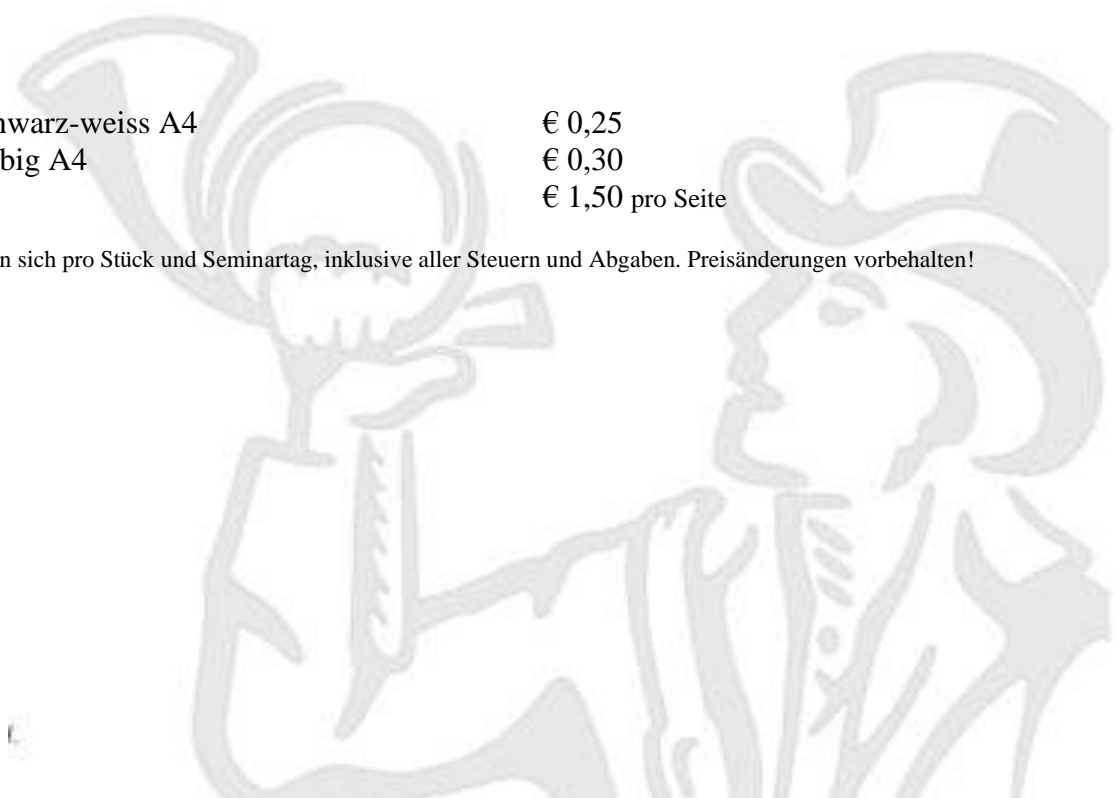 hwarz-weiss A4 € 0,25
big A4 € 0,30
€ 1,50 pro Seite
n sich pro Stück und Seminartag, inklusive aller Steuern und Abgaben. Preisänderungen vorbehalten!